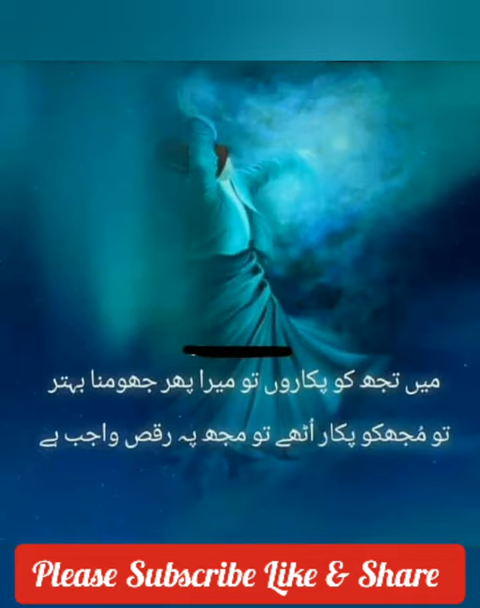 میں تجھ کو پکاروں تو میرا پھر جھومنا بہتر
تو مُجھکو پکار اُٹھے تو مجھ پہ رقص واجب ہے
Please Subscribe Like & Share